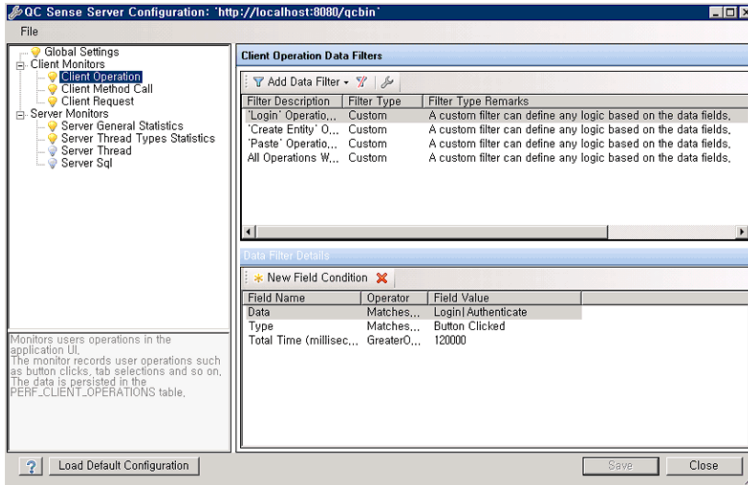 QC Sense Server Configuration: 'http://localhost:8080/qcbin'
File
Global Settings
Client Monitors
Client Operation
Client Method Call
Client Request
Server Monitors
Server General Statistics
Server Thread Types Statistics
Server Thread
Server Sql
Monitors users operations in the
application UI,
The monitor records user operations such
as button clicks, tab selections and so on,
The data is persisted in the
PERF_CLIENT_OPERATIONS table,
Client Operation Data Filters
Add Data Filter
Filter Description Filter Type Filter Type Remarks
'Login' Operatio... Custom A custom filter can define any logic based on the data fields,
'Create Entity' O... Custom A custom filter can define any logic based on the data fields,
'Paste' Operatio... Custom A custom filter can define any logic based on the data fields,
All Operations W... Custom A custom filter can define any logic based on the data fields,
Data Filter Details
New Field Condition
Field Name Operator Field Value
Data Matches... Login|Authenticate
Type Matches... Button Clicked
Total Time (millisec... GreaterO... 120000
? Load Default Configuration Save Close